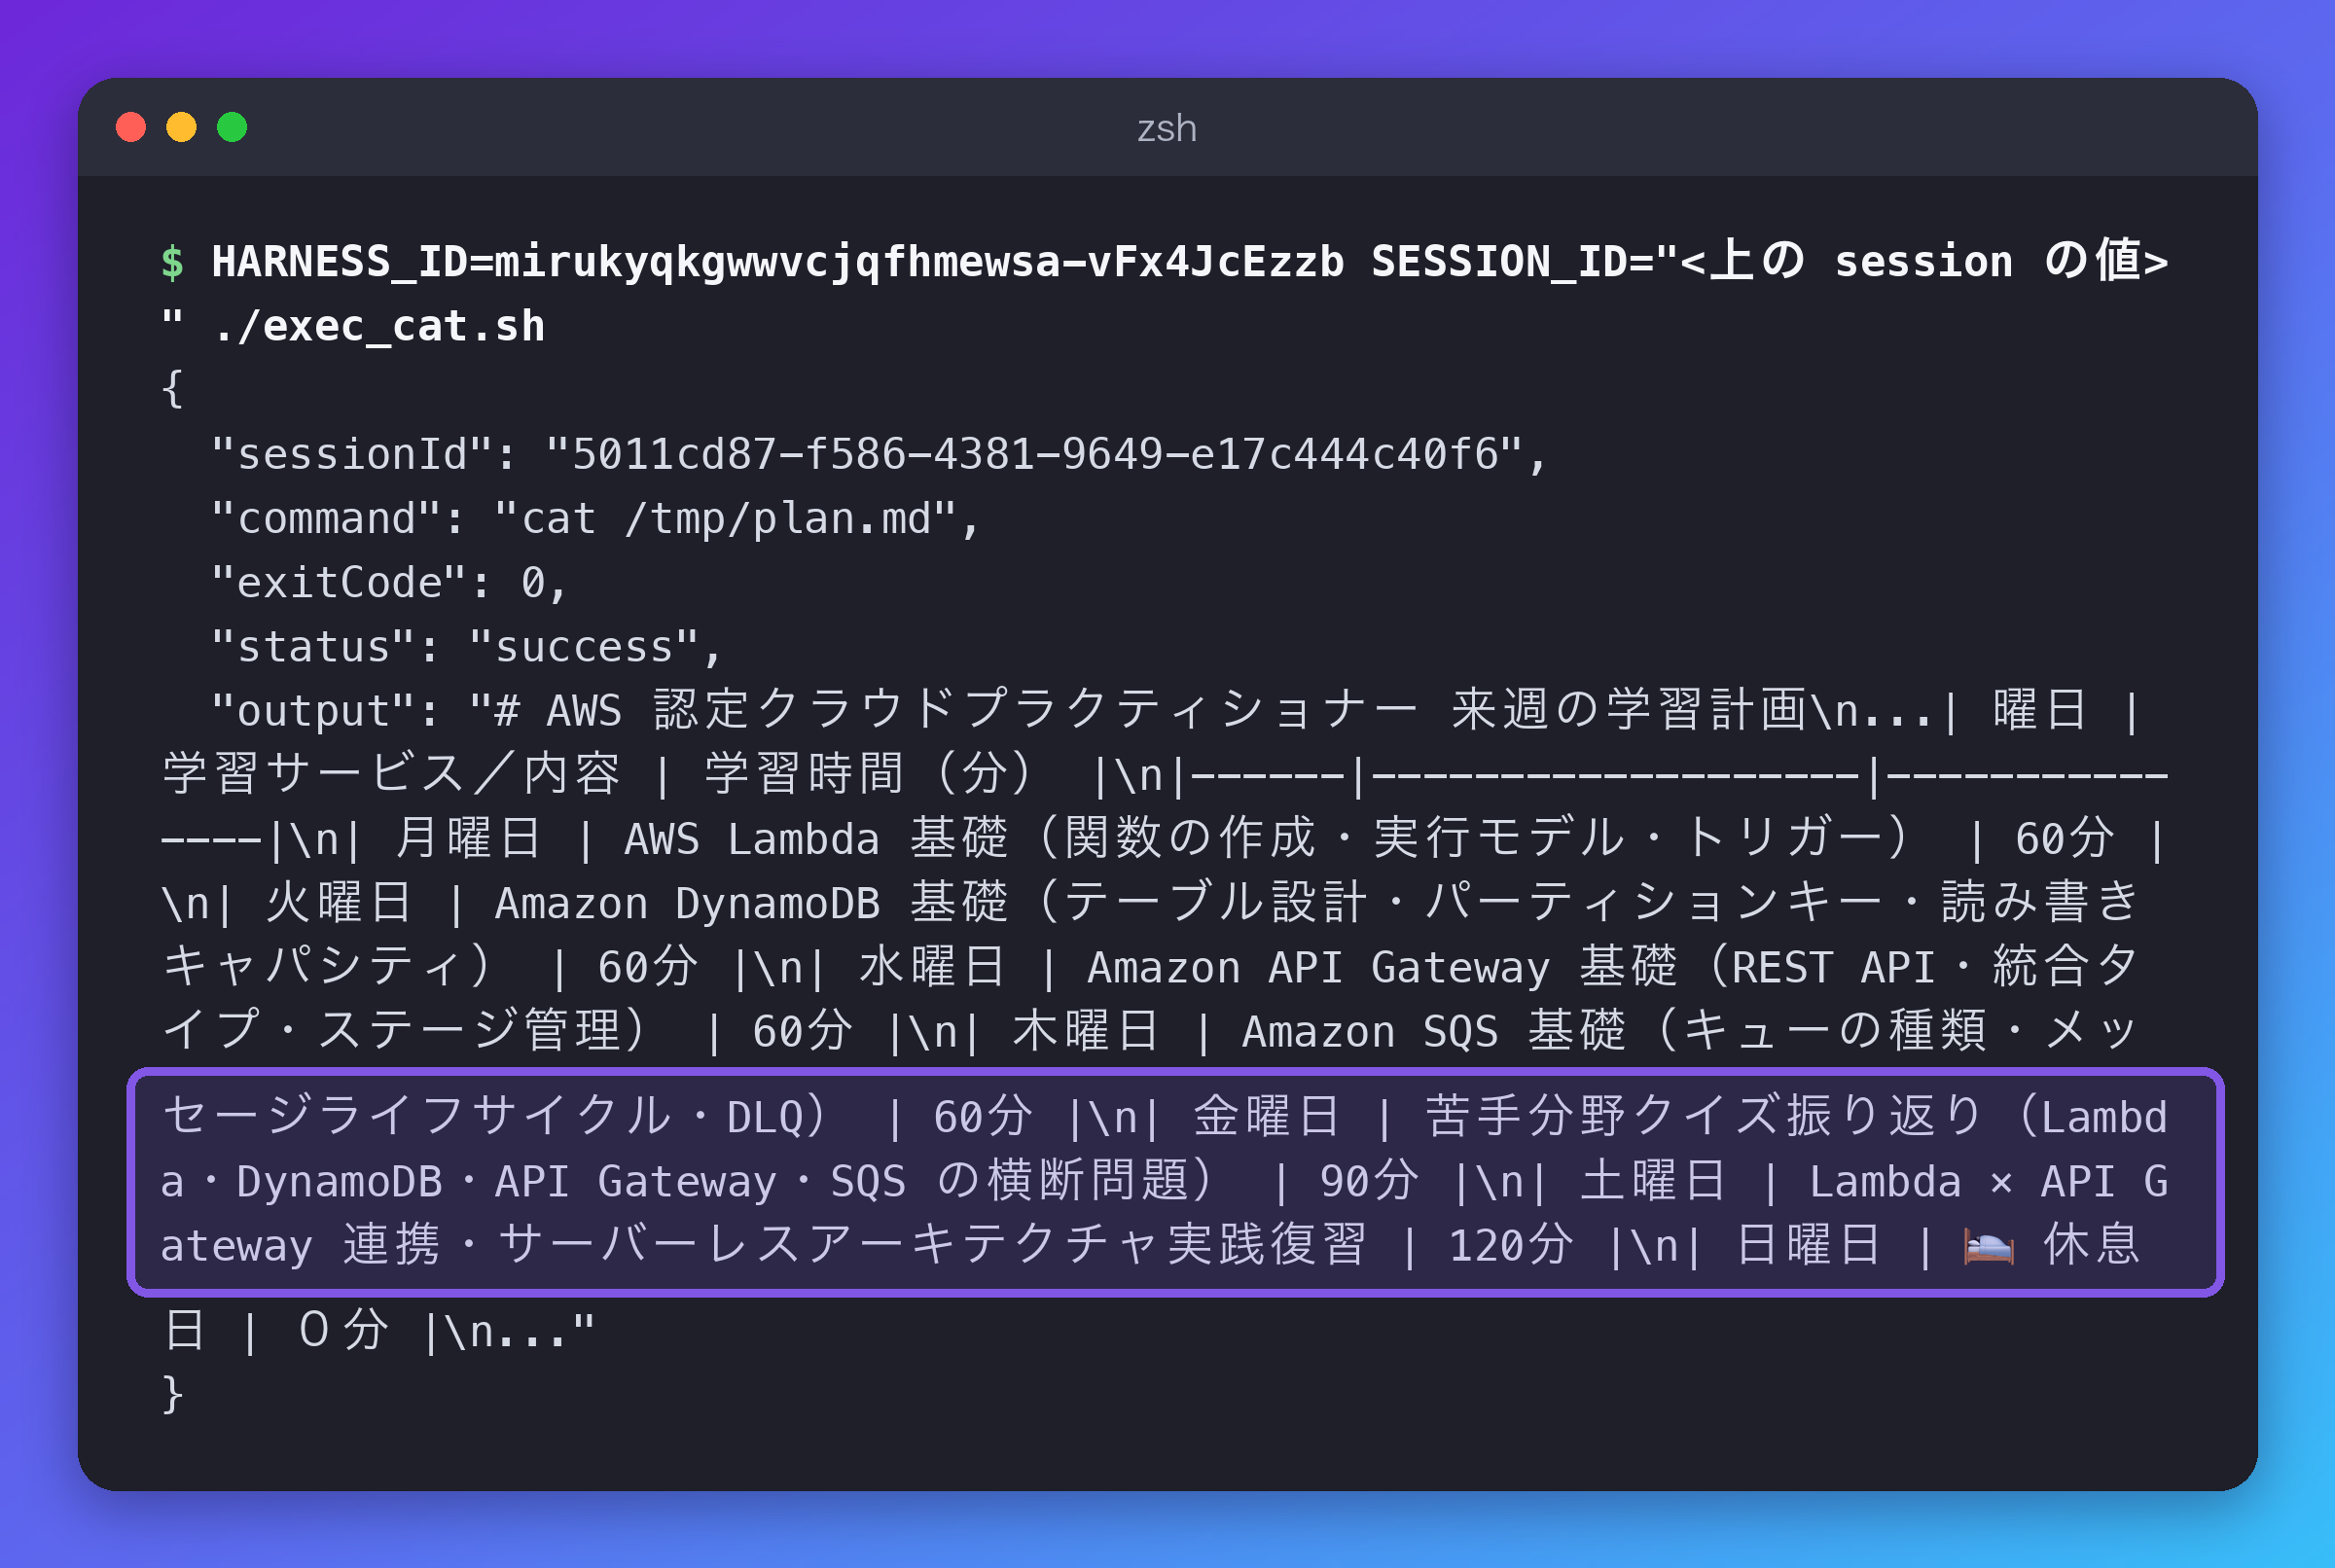 zsh
$ HARNESS_ID=mirukyqkgwwvcjqfhmewsa-vFx4JcEzzb SESSION_ID="<上の session の値>
" ./exec_cat.sh
{
  "sessionId": "5011cd87-f586-4381-9649-e17c444c40f6",
  "command": "cat /tmp/plan.md",
  "exitCode": 0,
  "status": "success",
  "output": "# AWS 認定クラウドプラクティショナー 来週の学習計画\n...| 曜日 |
学習サービス／内容 | 学習時間（分） |\n|------|-------------------|-----------
----|\n| 月曜日 | AWS Lambda 基礎（関数の作成・実行モデル・トリガー） | 60分 |
\n| 火曜日 | Amazon DynamoDB 基礎（テーブル設計・パーティションキー・読み書き
キャパシティ） | 60分 |\n| 水曜日 | Amazon API Gateway 基礎（REST API・統合タ
イプ・ステージ管理） | 60分 |\n| 木曜日 | Amazon SQS 基礎（キューの種類・メッ
セージライフサイクル・DLQ） | 60分 |\n| 金曜日 | 苦手分野クイズ振り返り（Lambd
a・DynamoDB・API Gateway・SQS の横断問題） | 90分 |\n| 土曜日 | Lambda × API G
ateway 連携・サーバーレスアーキテクチャ実践復習 | 120分 |\n| 日曜日 | 🛌 休息
日 | ０分 |\n..."
}